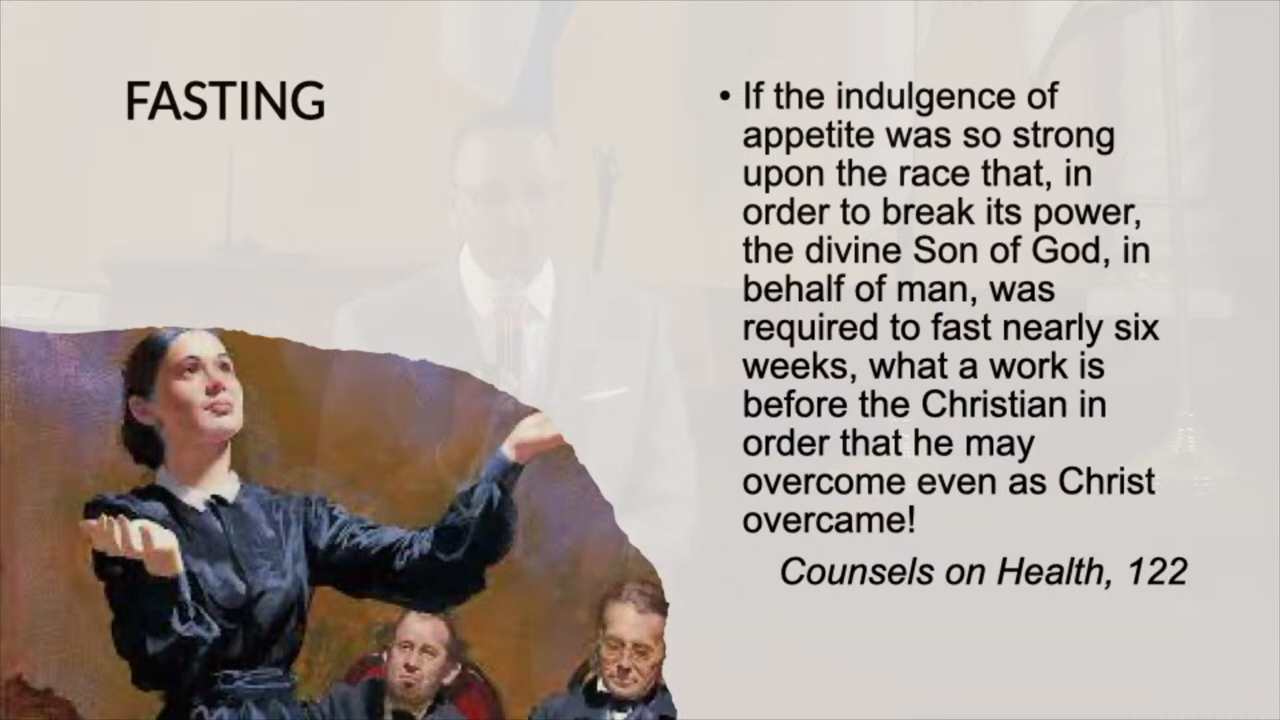 FASTING
• If the indulgence of
appetite was so strong
upon the race that, in
order to break its power,
the divine Son of God, in
behalf of man, was
required to fast nearly six
weeks, what a work is
before the Christian in
order that he may
overcome even as Christ
overcame!
Counsels on Health, 122